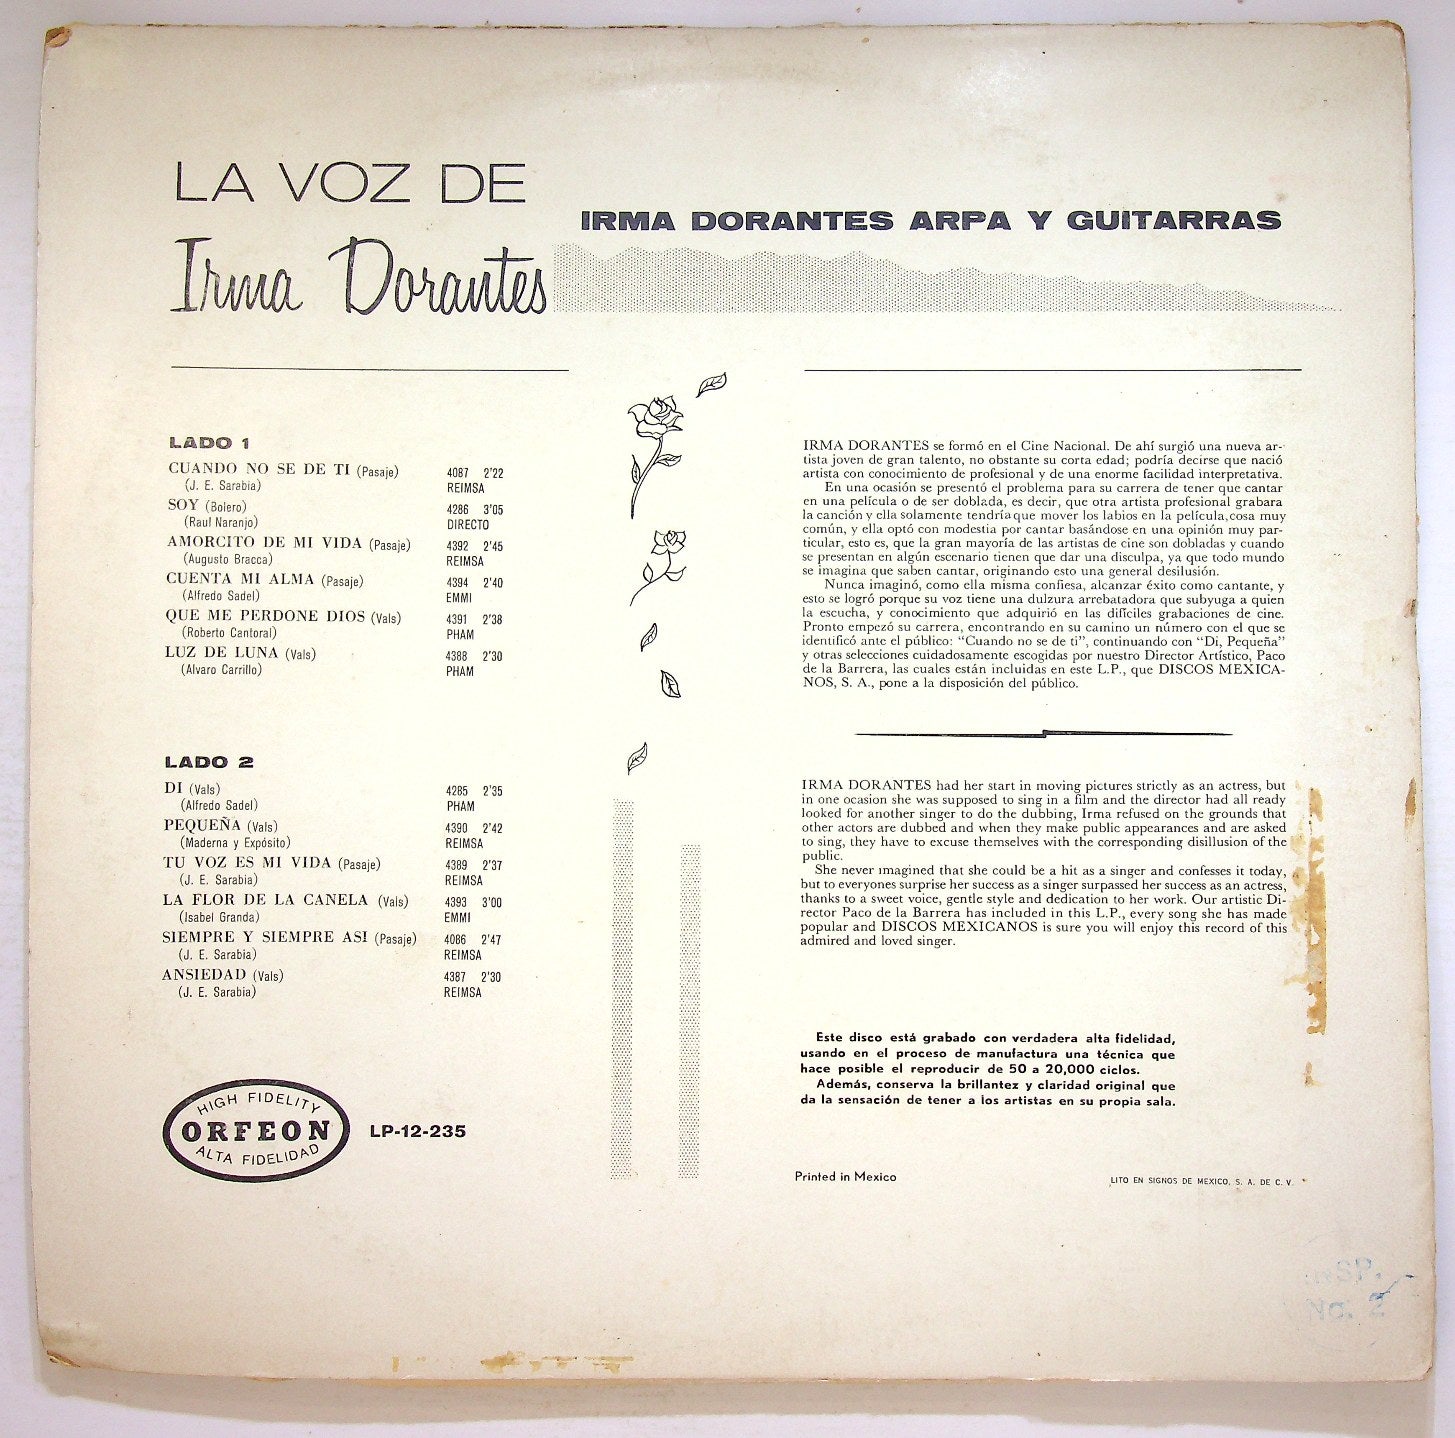 LA VOZ DE
Irma Dorantes
IRMA DORANTES ARPA Y GUITARRAS
LADO 1
CUANDO NO SE DE TI (Pasaje) 4087 2'22
(J. E. Sarabia) REIMSA
SOY (Bolero) 4286 3'05
(Raul Naranjo) DIRECTO
AMORCITO DE MI VIDA (Pasaje) 4392 2'45
(Augusto Bracca) REIMSA
CUENTA MI ALMA (Pasaje) 4394 2'40
(Alfredo Sadel) EMMI
QUE ME PERDONE DIOS (Vals) 4391 2'38
(Roberto Cantoral) PHAM
LUZ DE LUNA (Vals) 4388 2'30
(Alvaro Carrillo) PHAM
LADO 2
DI (Vals) 4285 2'35
(Alfredo Sadel) PHAM
PEQUEÑA (Vals) 4390 2'42
(Maderna y Expósito) REIMSA
TU VOZ ES MI VIDA (Pasaje) 4389 2'37
(J. E. Sarabia) REIMSA
LA FLOR DE LA CANELA (Vals) 4393 3'00
(Isabel Granda) EMMI
SIEMPRE Y SIEMPRE ASI (Pasaje) 4086 2'47
(J. E. Sarabia) REIMSA
ANSIEDAD (Vals) 4387 2'30
(J. E. Sarabia) REIMSA
HIGH FIDELITY
ORFEON
ALTA FIDELIDAD
LP-12-235
IRMA DORANTES se formó en el Cine Nacional. De ahí surgió una nueva ar-
tista joven de gran talento, no obstante su corta edad; podría decirse que nació
artista con conocimiento de profesional y de una enorme facilidad interpretativa.
En una ocasión se presentó el problema para su carrera de tener que cantar
en una película o de ser doblada, es decir, que otra artista profesional grabara
la canción y ella solamente tendría que mover los labios en la película, cosa muy
común, y ella optó con modestia por cantar basándose en una opinión muy par-
ticular, esto es, que la gran mayoría de las artistas de cine son dobladas y cuando
se presentan en algún escenario tienen que dar una disculpa, ya que todo mundo
se imagina que saben cantar, originando esto una general desilusión.
Nunca imaginó, como ella misma confiesa, alcanzar éxito como cantante, y
esto se logró porque su voz tiene una dulzura arrebatadora que subyuga a quien
la escucha, y conocimiento que adquirió en las difíciles grabaciones de cine.
Pronto empezó su carrera, encontrando en su camino un número con el que se
identificó ante el público: "Cuando no se de ti", continuando con "Di, Pequeña"
y otras selecciones cuidadosamente escogidas por nuestro Director Artístico, Paco
de la Barrera, las cuales están incluidas en este L.P., que DISCOS MEXICA-
NOS, S. A., pone a la disposición del público.
IRMA DORANTES had her start in moving pictures strictly as an actress, but
in one ocasion she was supposed to sing in a film and the director had all ready
looked for another singer to do the dubbing, Irma refused on the grounds that
other actors are dubbed and when they make public appearances and are asked
to sing, they have to excuse themselves with the corresponding disillusion of the
public.
She never imagined that she could be a hit as a singer and confesses it today,
but to everyones surprise her success as a singer surpassed her success as an actress,
thanks to a sweet voice, gentle style and dedication to her work. Our artistic Di-
rector Paco de la Barrera has included in this L.P., every song she has made
popular and DISCOS MEXICANOS is sure you will enjoy this record of this
admired and loved singer.
Este disco está grabado con verdadera alta fidelidad,
usando en el proceso de manufactura una técnica que
hace posible el reproducir de 50 a 20,000 ciclos.
Además, conserva la brillantez y claridad original que
da la sensación de tener a los artistas en su propia sala.
Printed in Mexico
LITO EN SIGNOS DE MEXICO, S. A. DE C. V.
No. 2